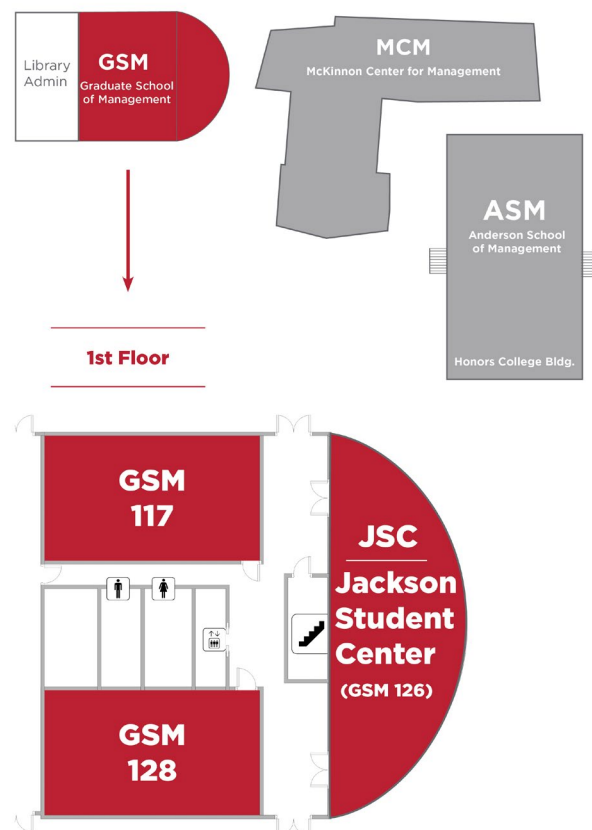 Library
Admin
GSM
Graduate School
of Management
MCM
McKinnon Center for Management
ASM
Anderson School
of Management
Honors College Bldg.
1st Floor
GSM
117
JSC
Jackson
Student
Center
(GSM 126)
GSM
128